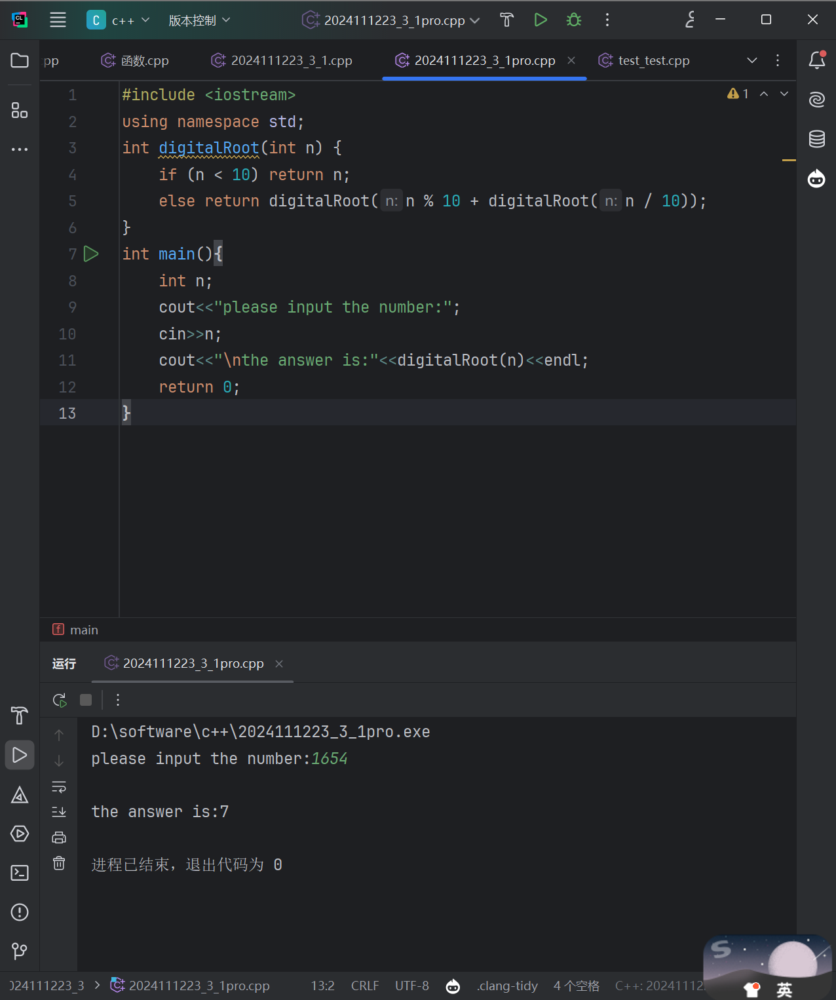 CL C c++ 版本控制 2024111223_3_1pro.cpp
pp 函数.cpp 2024111223_3_1.cpp 2024111223_3_1pro.cpp test_test.cpp
1 #include <iostream> 1
2 using namespace std;
3 int digitalRoot(int n) {
4 if (n < 10) return n;
5 else return digitalRoot( n: n % 10 + digitalRoot( n: n / 10));
6 }
7 int main(){
8 int n;
9 cout<<"please input the number:";
10 cin>>n;
11 cout<<"\nthe answer is:"<<digitalRoot(n)<<endl;
12 return 0;
13 }
f main
运行 2024111223_3_1pro.cpp
D:\software\c++\2024111223_3_1pro.exe
please input the number:1654
the answer is:7
进程已结束，退出代码为 0
024111223_3 2024111223_3_1pro.cpp 13:2 CRLF UTF-8 .clang-tidy 4 个空格 C++: 20241112
S
英